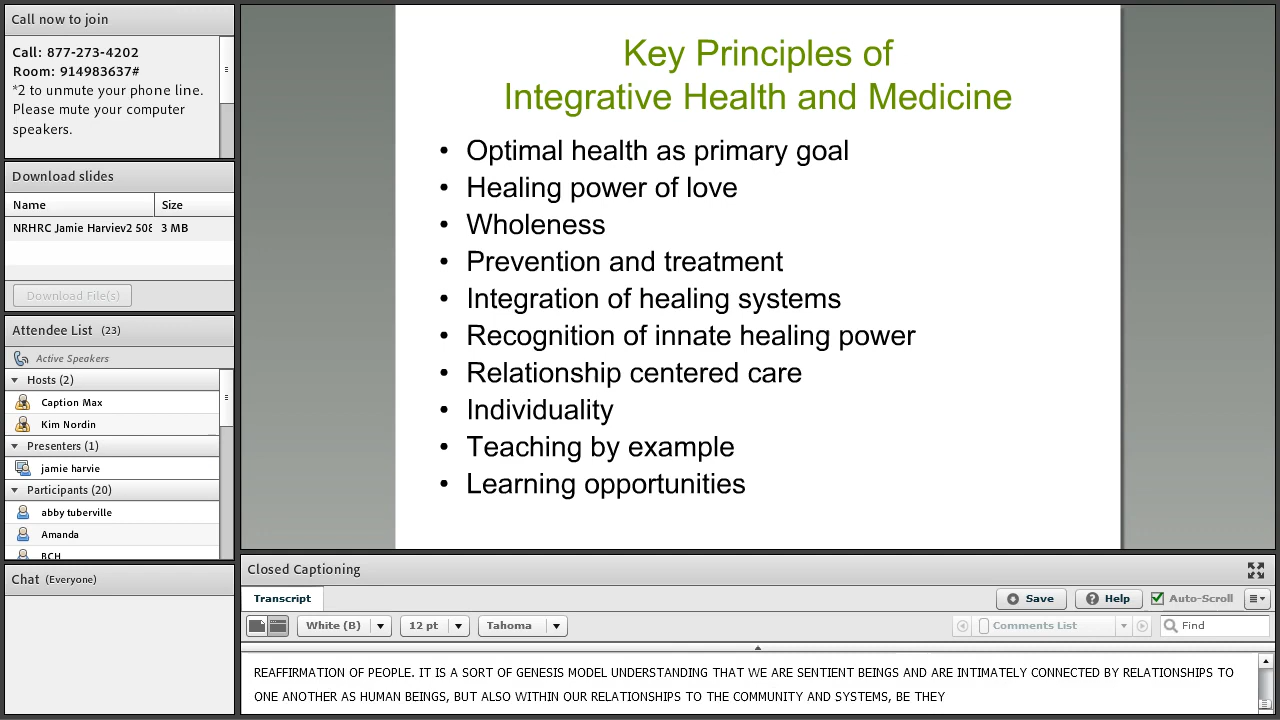 Call now to join
Call: 877-273-4202
Room: 914983637#
*2 to unmute your phone line.
Please mute your computer
speakers.
Download slides
Name Size
NRHRC Jamie Harviev2 508 3 MB
Download File(s)
Attendee List (23)
Active Speakers
Hosts (2)
Caption Max
Kim Nordin
Presenters (1)
jamie harvie
Participants (20)
abby tuberville
Amanda
BCH
Chat (Everyone)
Key Principles of
Integrative Health and Medicine
• Optimal health as primary goal
• Healing power of love
• Wholeness
• Prevention and treatment
• Integration of healing systems
• Recognition of innate healing power
• Relationship centered care
• Individuality
• Teaching by example
• Learning opportunities
Closed Captioning
Transcript Save Help Auto-Scroll
White (B) 12 pt Tahoma Comments List Find
REAFFIRMATION OF PEOPLE. IT IS A SORT OF GENESIS MODEL UNDERSTANDING THAT WE ARE SENTIENT BEINGS AND ARE INTIMATELY CONNECTED BY RELATIONSHIPS TO
ONE ANOTHER AS HUMAN BEINGS, BUT ALSO WITHIN OUR RELATIONSHIPS TO THE COMMUNITY AND SYSTEMS, BE THEY